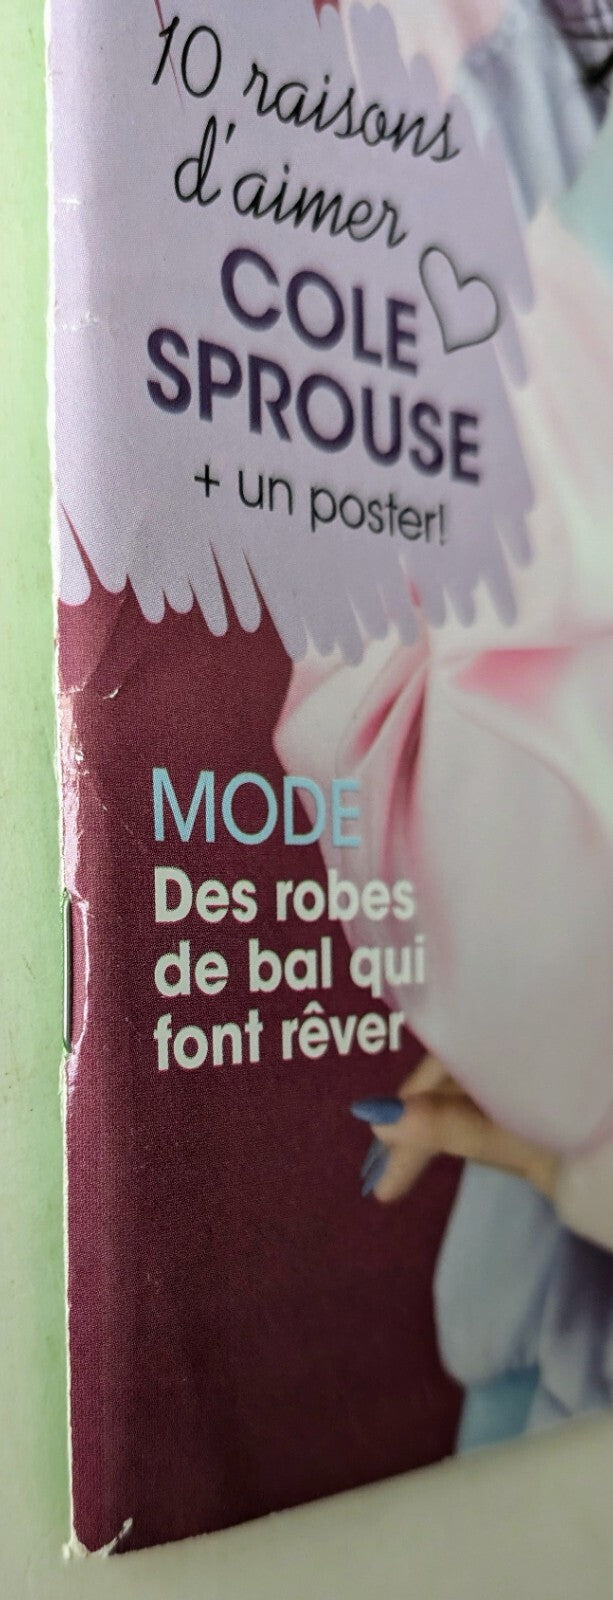 10 raisons
d'aimer
COLE
SPROUSE
+ un poster!
MODE
Des robes
de bal qui
font rêver